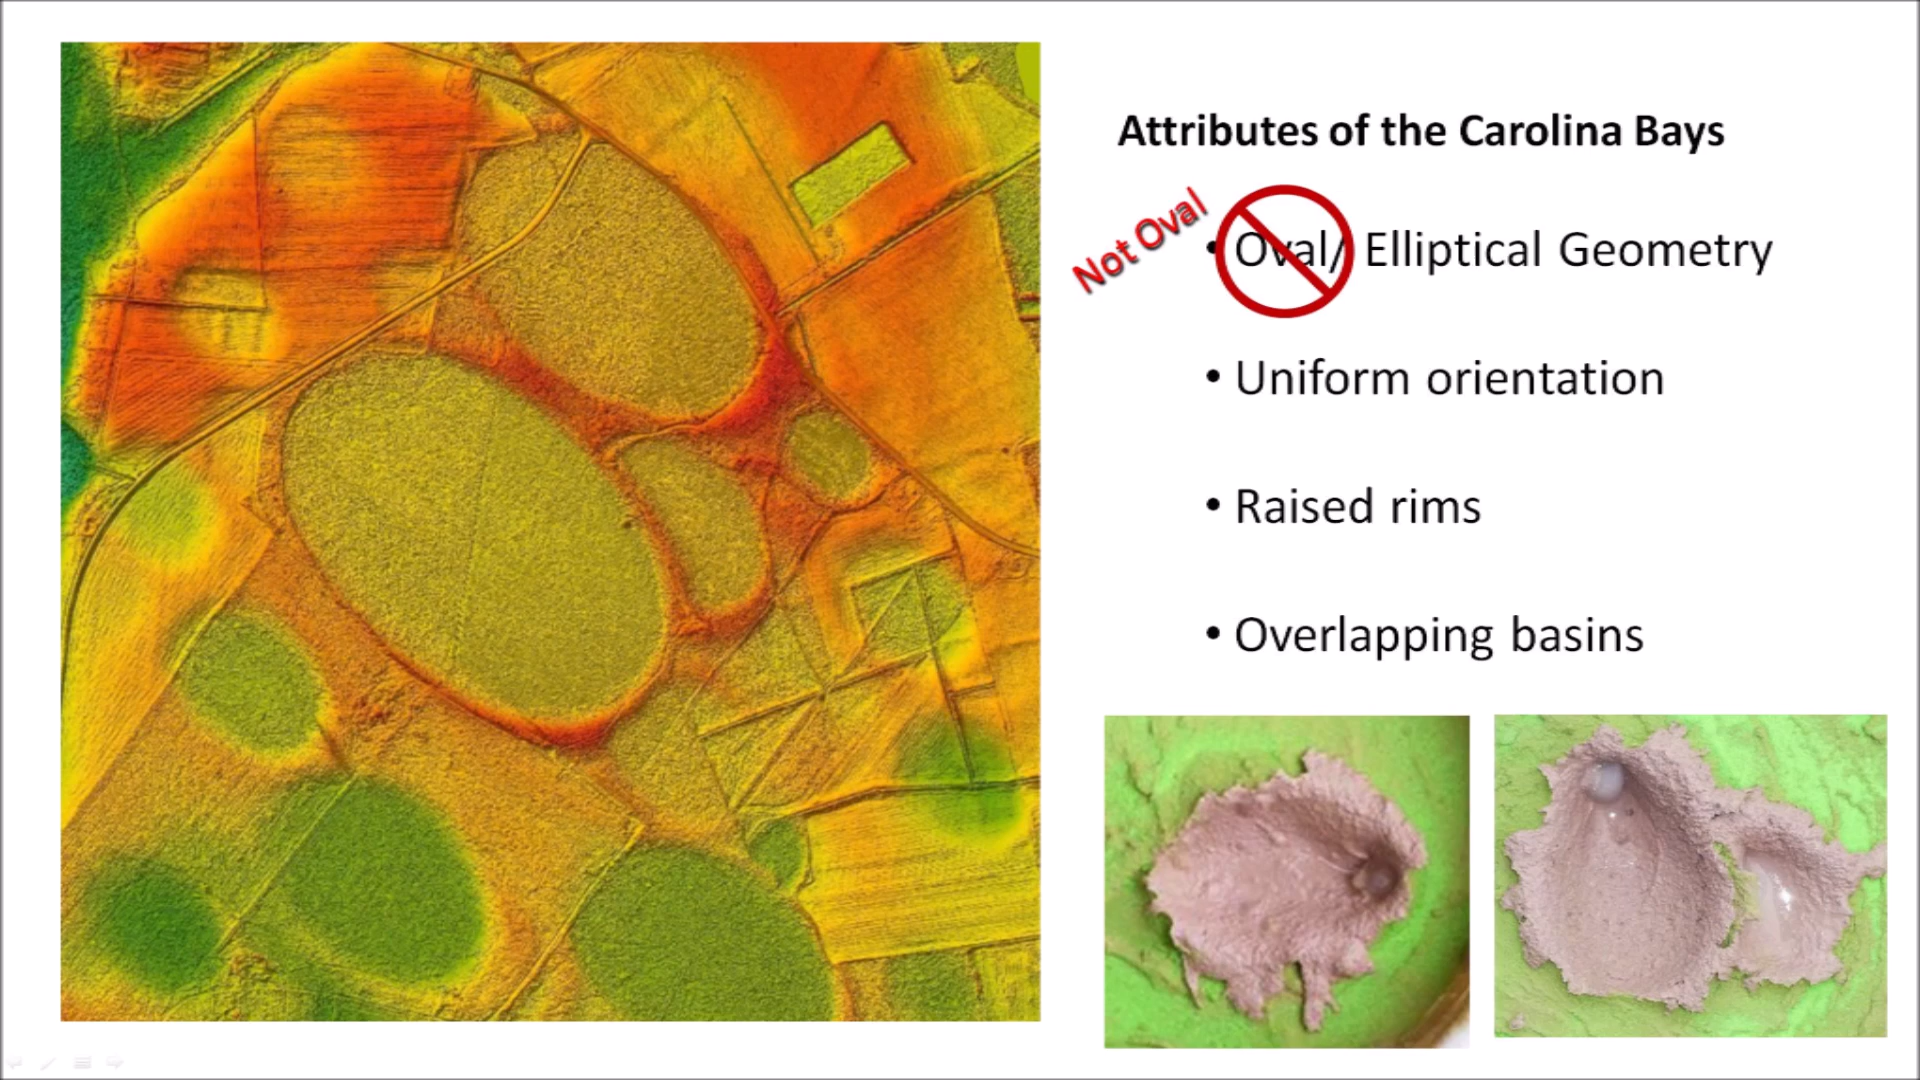 Attributes of the Carolina Bays
Not Oval
• Oval/ Elliptical Geometry
• Uniform orientation
• Raised rims
• Overlapping basins